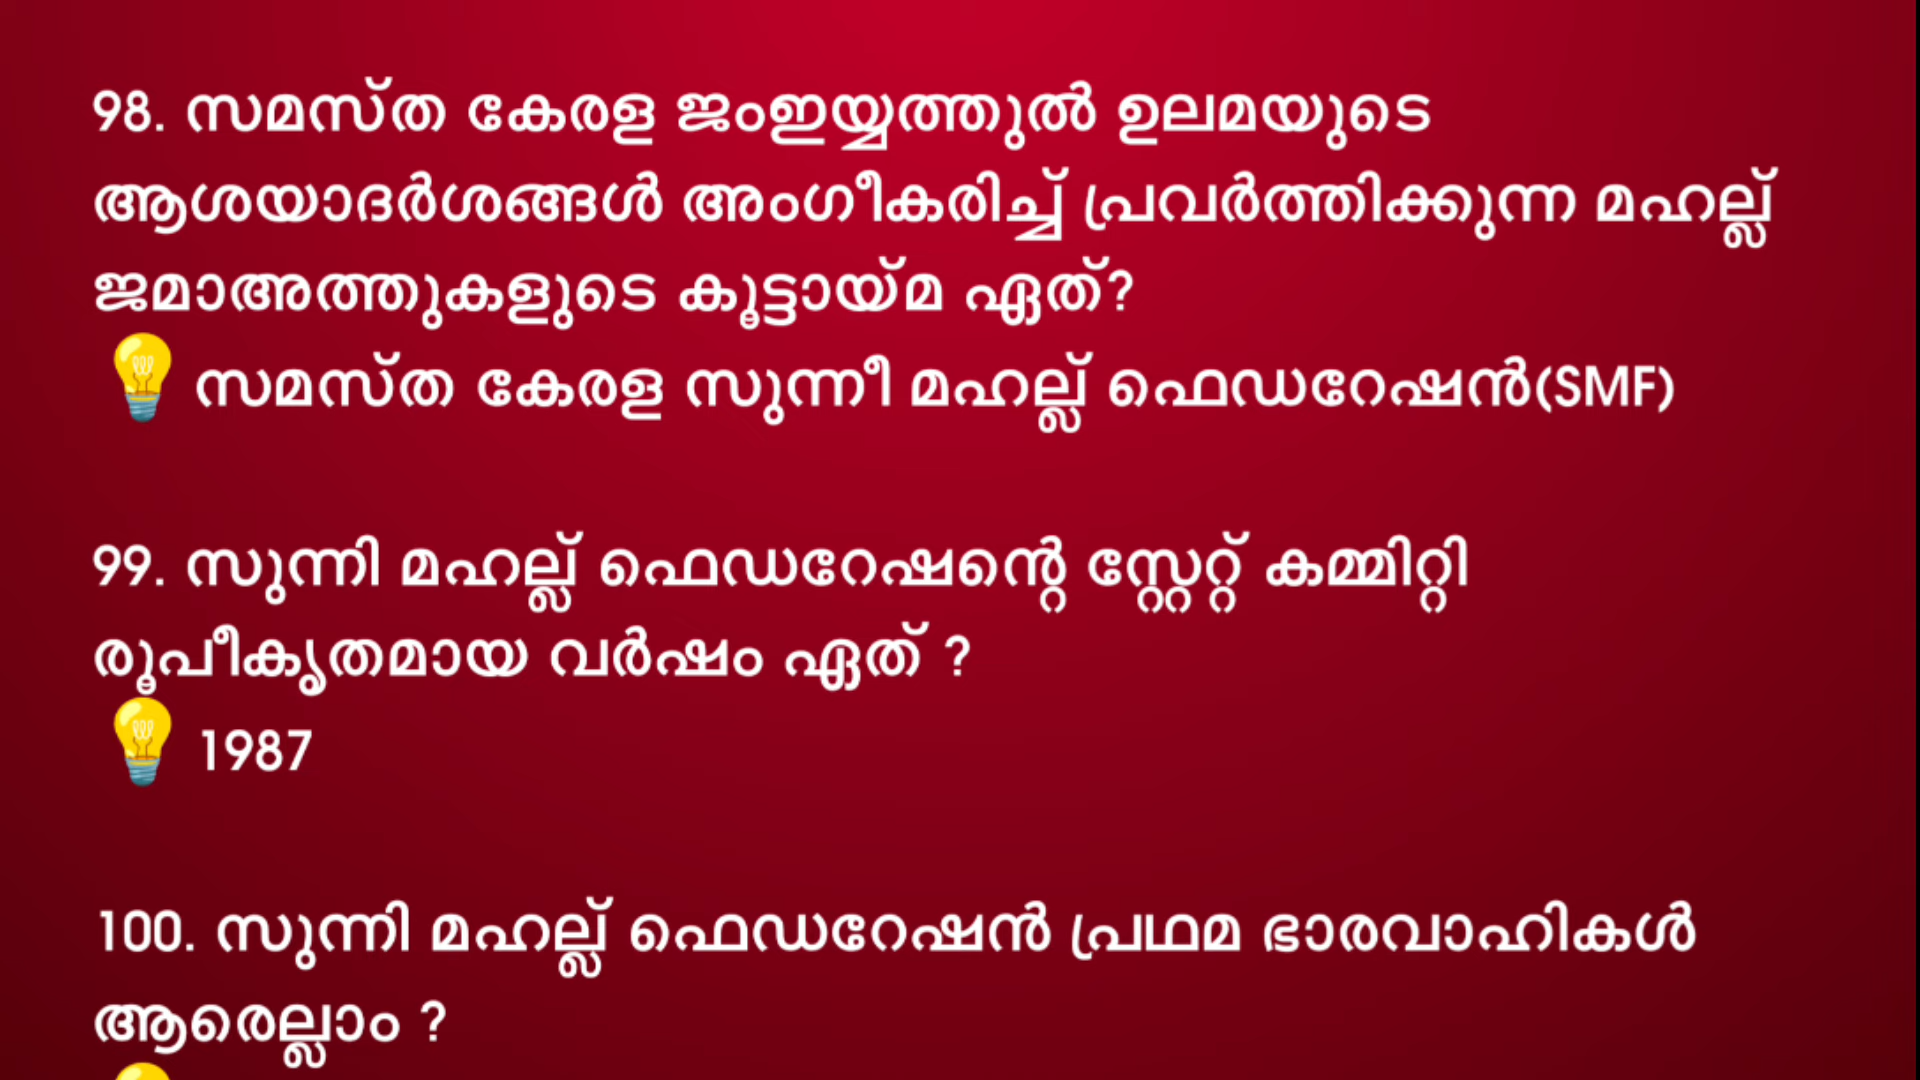 98. സമസ്ത കേരള ജംഇയ്യത്തുൽ ഉലമയുടെ
ആശയാദർശങ്ങൾ അംഗീകരിച്ച് പ്രവർത്തിക്കുന്ന മഹല്ല്
ജമാഅത്തുകളുടെ കൂട്ടായ്മ ഏത്?
സമസ്ത കേരള സുന്നീ മഹല്ല് ഫെഡറേഷൻ(SMF)
99. സുന്നി മഹല്ല് ഫെഡറേഷന്റെ സ്റ്റേറ്റ് കമ്മിറ്റി
രൂപീകൃതമായ വർഷം ഏത് ?
1987
100. സുന്നി മഹല്ല് ഫെഡറേഷൻ പ്രഥമ ഭാരവാഹികൾ
ആരെല്ലാം ?